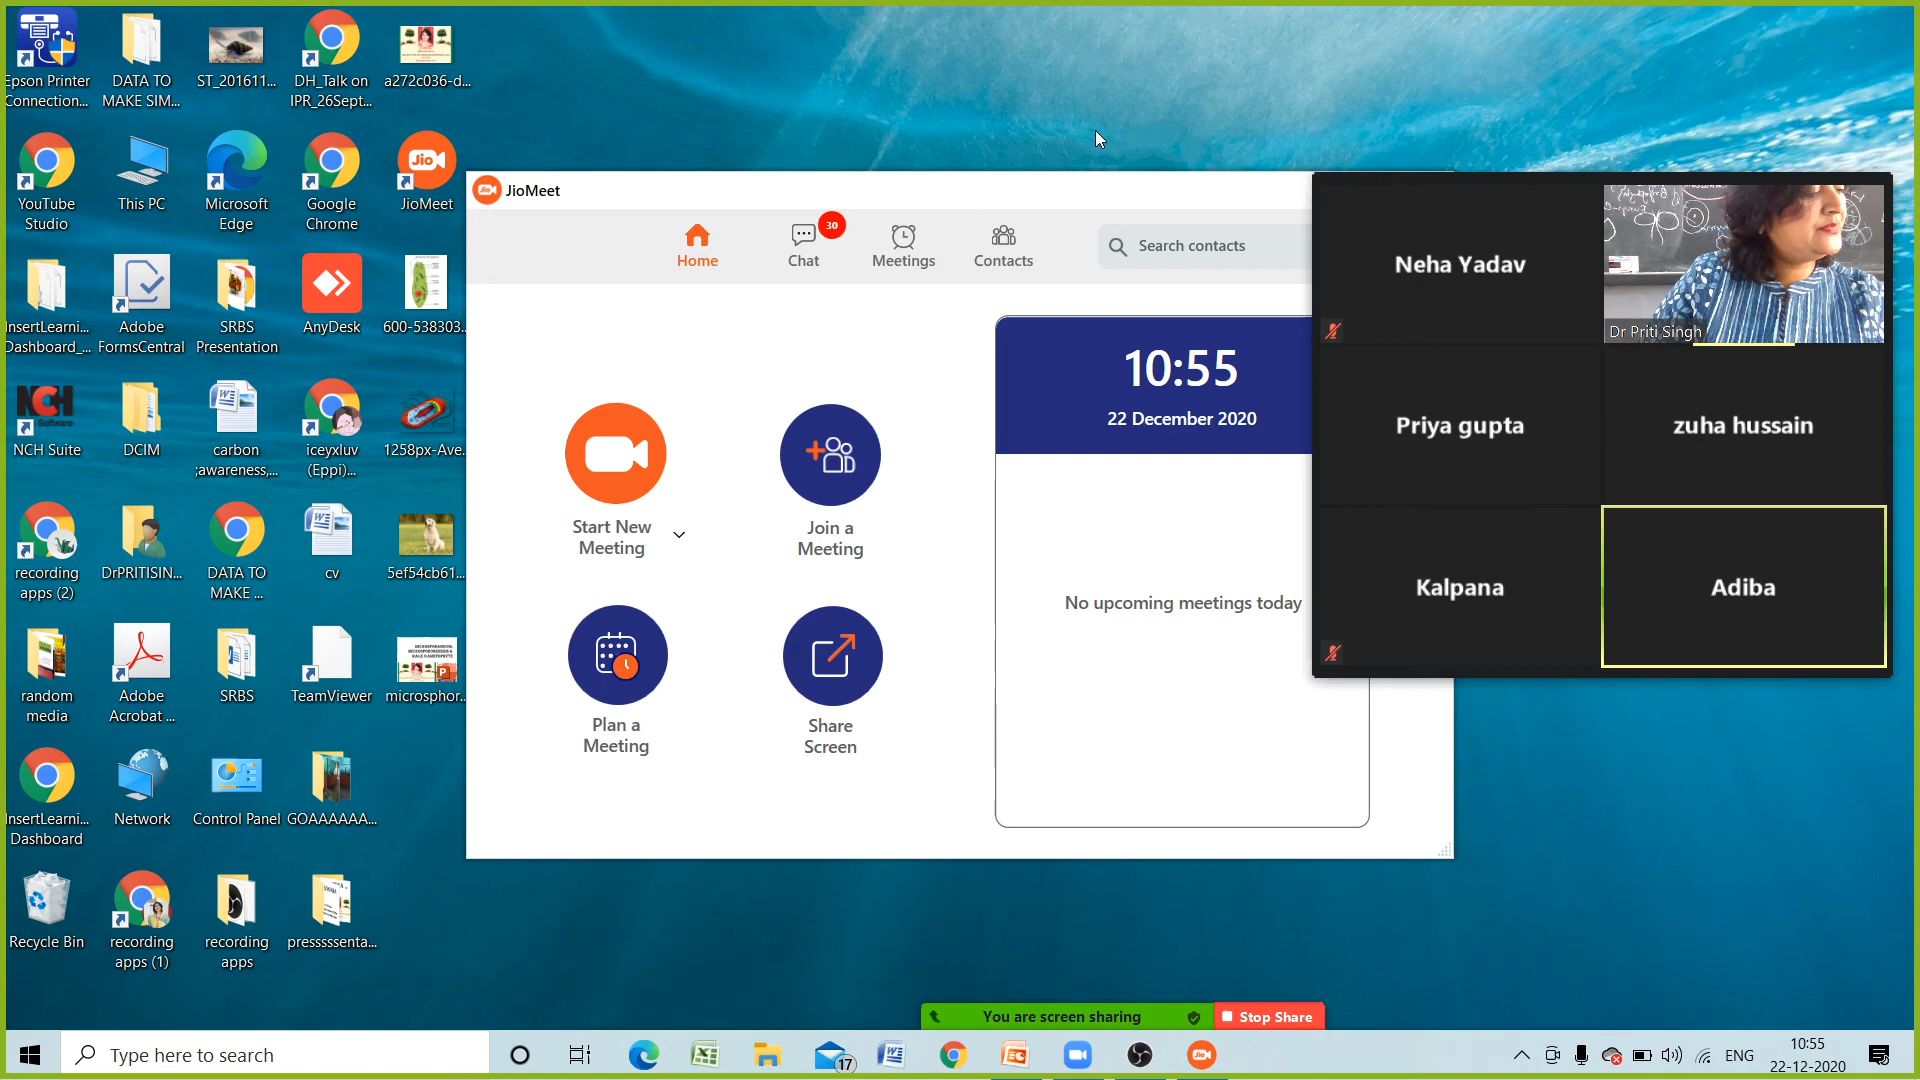 Epson Printer
Connection...
DATA TO
MAKE SIM...
ST_201611...
DH_Talk on
IPR_26Sept...
a272c036-d...
YouTube
Studio
This PC
Microsoft
Edge
Google
Chrome
Jio
JioMeet
InsertLearni...
Dashboard_...
Adobe
FormsCentral
SRBS
Presentation
AnyDesk
600-538303...
NCH
Software
NCH Suite
DCIM
carbon
;awareness,...
iceyxluv
(Eppi)...
1258px-Ave...
recording
apps (2)
DrPRITISIN...
DATA TO
MAKE ...
cv
5ef54cb61...
random
media
Adobe
Acrobat ...
SRBS
TeamViewer
microsphor...
InsertLearni...
Dashboard
Network
Control Panel
GOAAAAAA...
Recycle Bin
recording
apps (1)
recording
apps
presssssenta...
Jio
JioMeet
Home
Chat
30
Meetings
Contacts
Search contacts
Start New
Meeting
Join a
Meeting
Plan a
Meeting
Share
Screen
10:55
22 December 2020
No upcoming meetings today
Neha Yadav
Dr Priti Singh
Priya gupta
zuha hussain
Kalpana
Adiba
You are screen sharing
Stop Share
Type here to search
17
Jio
ENG
10:55
22-12-2020